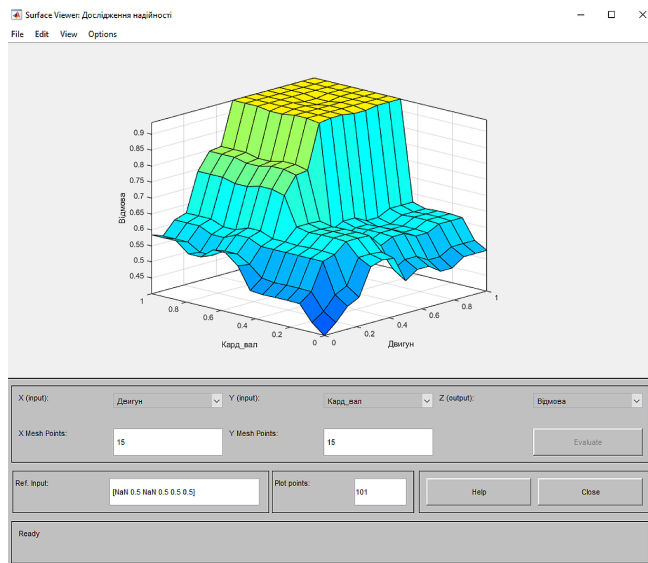 Surface Viewer: Дослідження надійності
File Edit View Options
0.9
0.85
0.8
0.75
0.7
0.65
0.6
0.55
0.5
0.45
Відмова
1
0.8
0.6
0.4
0.2
0
Кард_вал
0
0.2
0.4
0.6
0.8
1
Двигун
X (input): Двигун Y (input): Кард_вал Z (output): Відмова
X Mesh Points: 15 Y Mesh Points: 15 Evaluate
Ref. Input: [NaN 0.5 NaN 0.5 0.5 0.5] Plot points: 101 Help Close
Ready